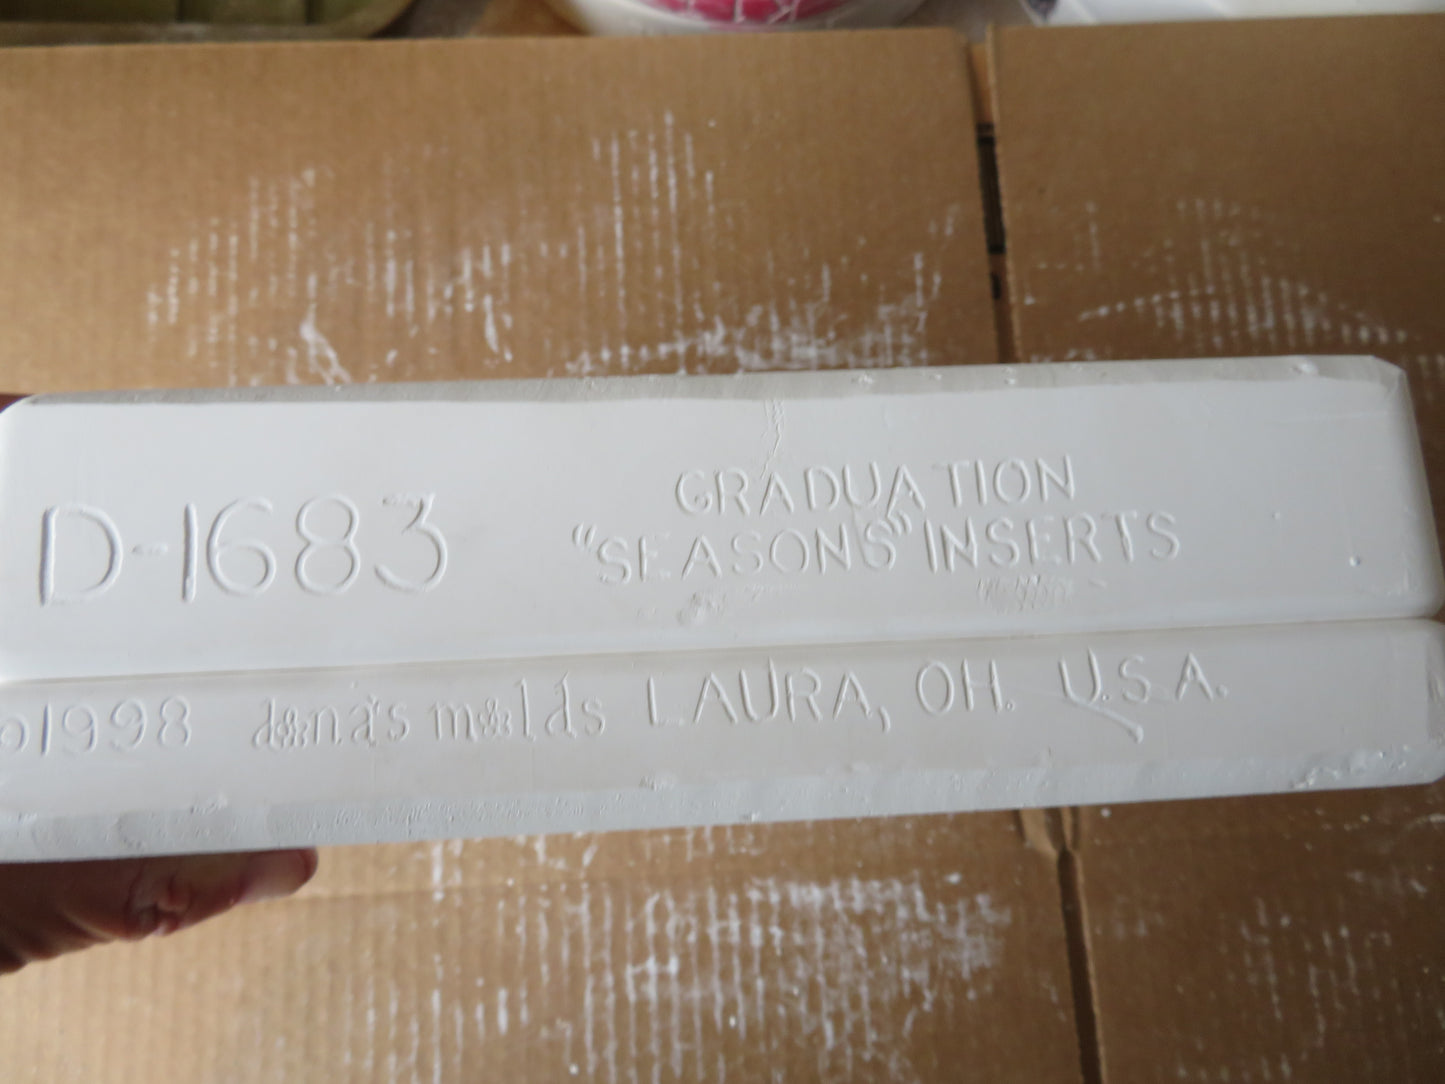 D-1683
GRADUATION
"SEASONS" INSERTS
©1998 dona's molds LAURA, OH. U.S.A.